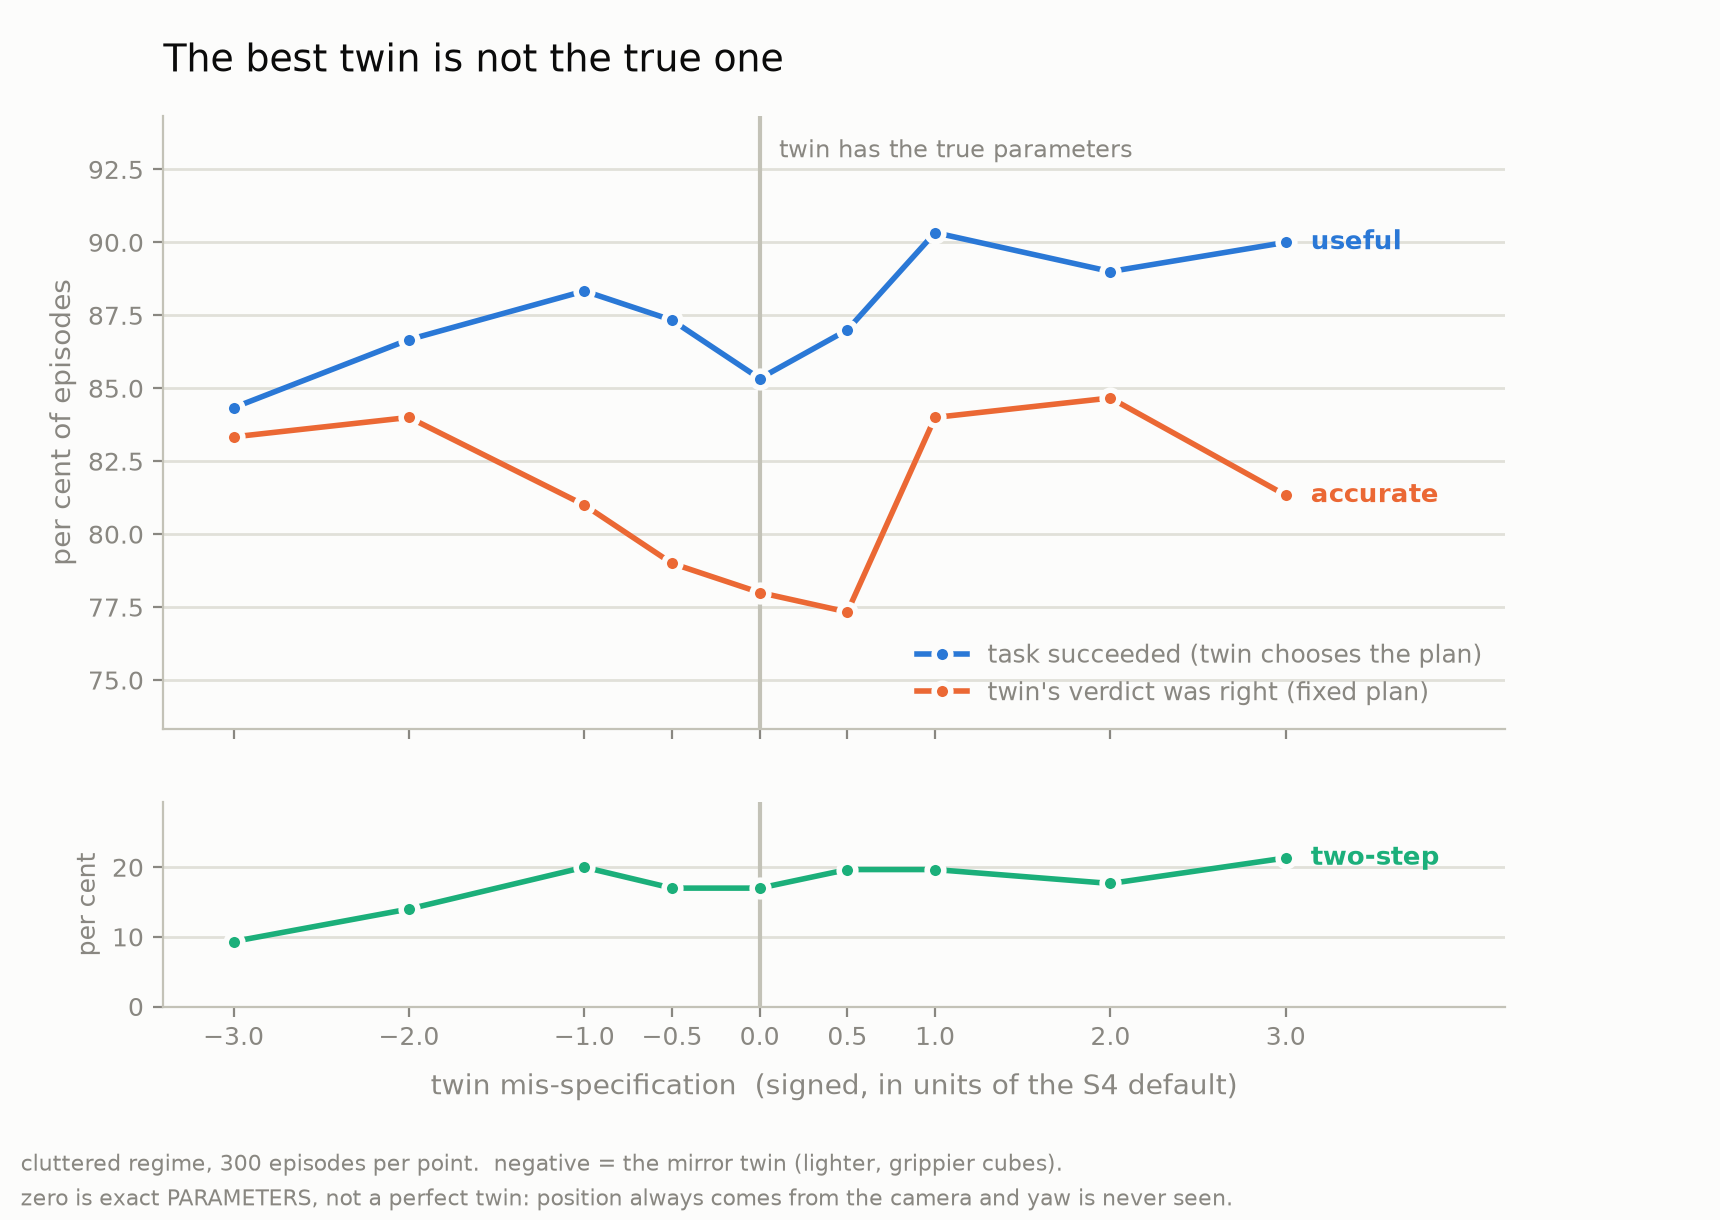 The best twin is not the true one
twin has the true parameters
92.5
90.0
87.5
85.0
82.5
80.0
77.5
75.0
per cent of episodes
useful
accurate
task succeeded (twin chooses the plan)
twin's verdict was right (fixed plan)
20
10
0
per cent
two-step
−3.0 −2.0 −1.0 −0.5 0.0 0.5 1.0 2.0 3.0
twin mis-specification  (signed, in units of the S4 default)
cluttered regime, 300 episodes per point.  negative = the mirror twin (lighter, grippier cubes).
zero is exact PARAMETERS, not a perfect twin: position always comes from the camera and yaw is never seen.